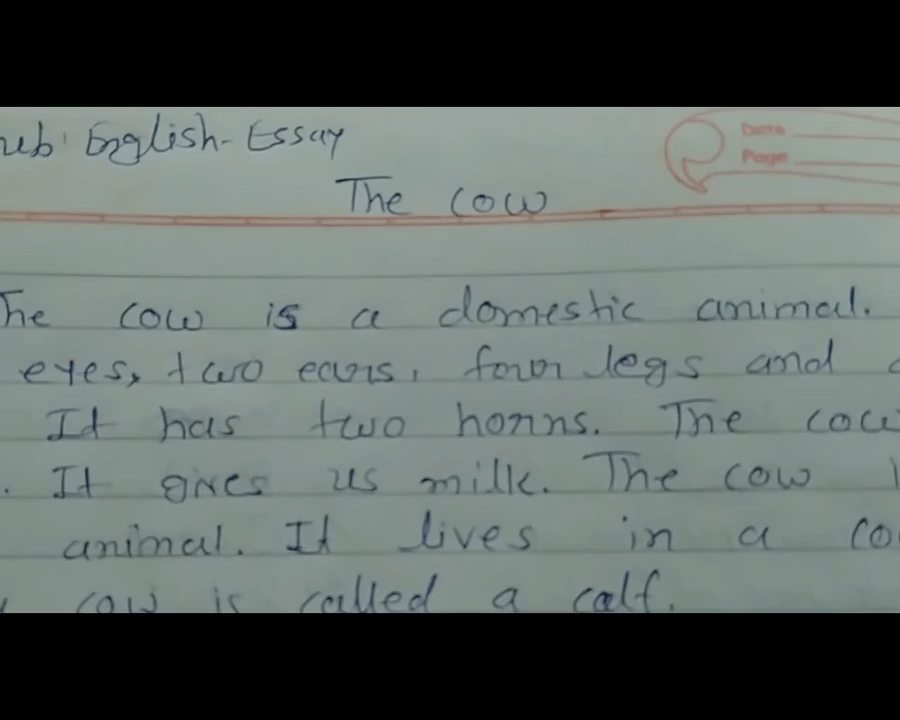 English-Essay
Date
Page
The cow
The cow is a domestic animal.
eyes, two ears, four legs and
It has two horns. The cow
. It gives us milk. The cow
animal. It lives in a co
cow is called a calf.